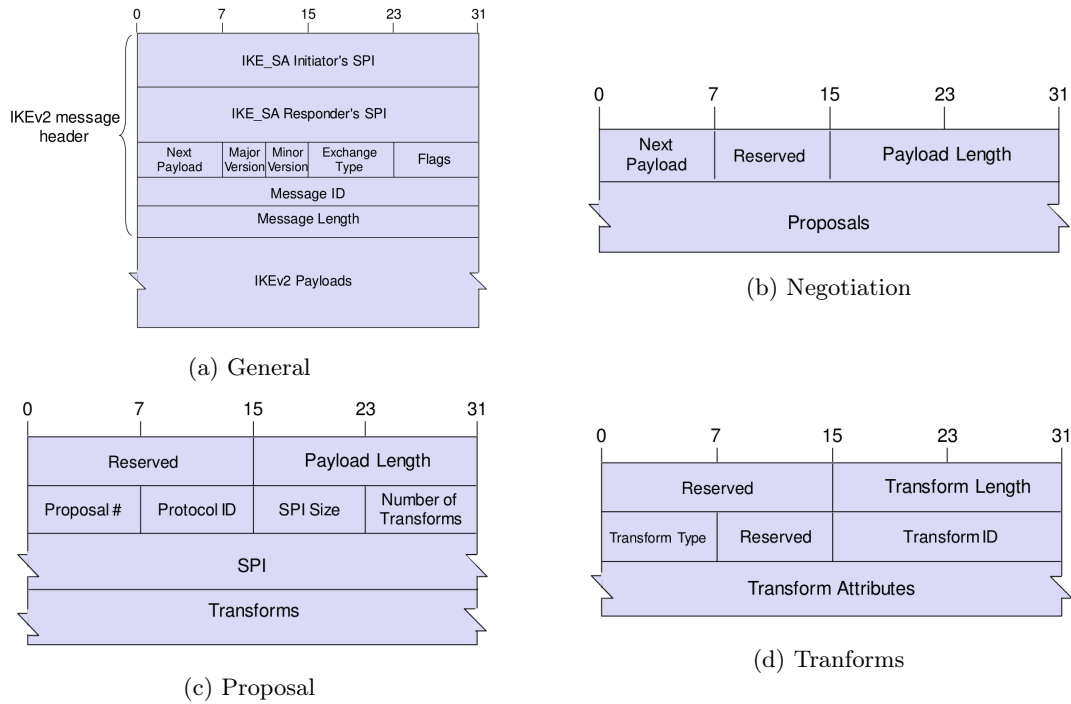 0 7 15 23 31
IKE_SA Initiator's SPI
IKE_SA Responder's SPI
IKEv2 message
header
Next
Payload
Major
Version
Minor
Version
Exchange
Type
Flags
Message ID
Message Length
IKEv2 Payloads
(a) General
0 7 15 23 31
Next
Payload
Reserved
Payload Length
Proposals
(b) Negotiation
0 7 15 23 31
Reserved
Payload Length
Proposal #
Protocol ID
SPI Size
Number of
Transforms
SPI
Transforms
(c) Proposal
0 7 15 23 31
Reserved
Transform Length
Transform Type
Reserved
Transform ID
Transform Attributes
(d) Tranforms